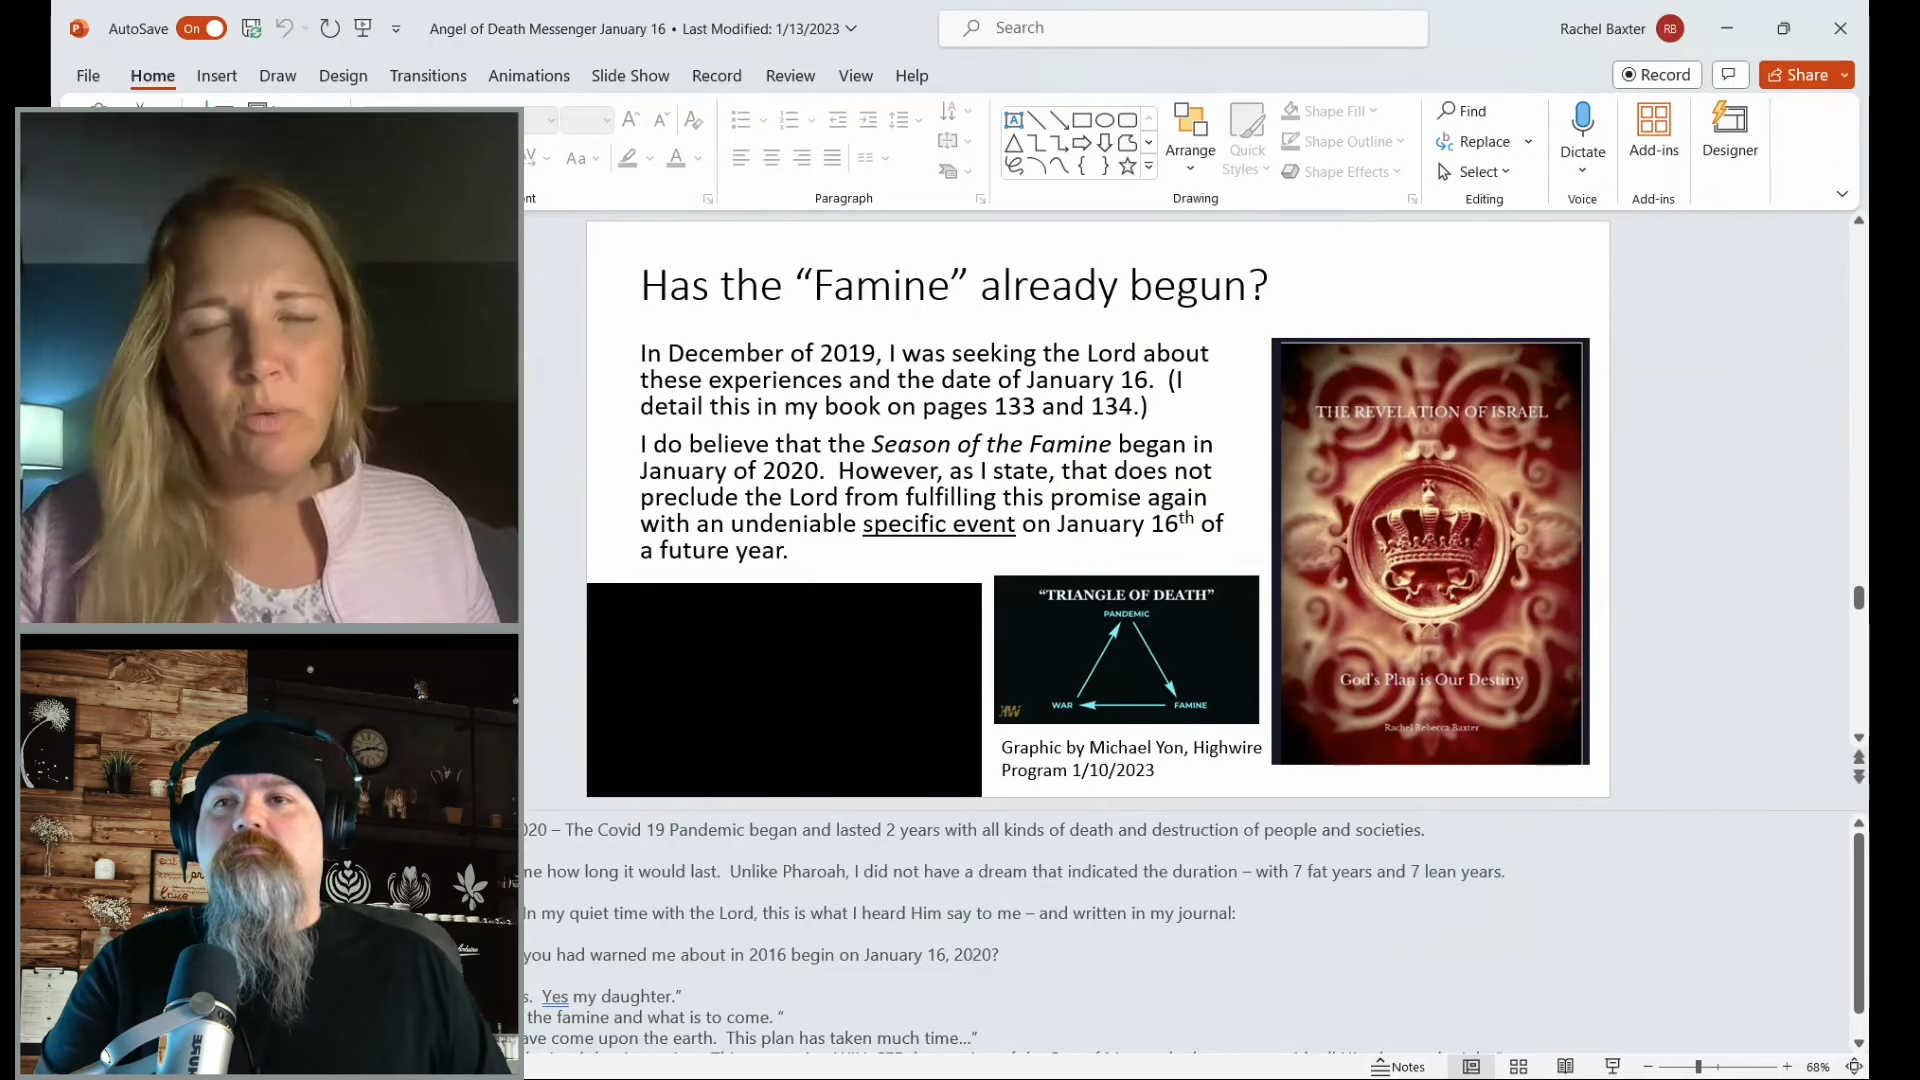 AutoSave On
Angel of Death Messenger January 16 • Last Modified: 1/13/2023
Search
Rachel Baxter RB
File Home Insert Draw Design Transitions Animations Slide Show Record Review View Help
Record
Share
Aa
A
Shape Fill
Shape Outline
Shape Effects
Arrange
Quick Styles
Find
Replace
Select
Dictate
Add-ins
Designer
Paragraph
Drawing
Editing
Voice
Add-ins
Has the “Famine” already begun?
In December of 2019, I was seeking the Lord about
these experiences and the date of January 16. (I
detail this in my book on pages 133 and 134.)
I do believe that the Season of the Famine began in
January of 2020. However, as I state, that does not
preclude the Lord from fulfilling this promise again
with an undeniable specific event on January 16th of
a future year.
“TRIANGLE OF DEATH”
PANDEMIC
WAR
FAMINE
Graphic by Michael Yon, Highwire
Program 1/10/2023
THE REVELATION OF ISRAEL
God's Plan is Our Destiny
Rachel Rebecca Baxter
20 – The Covid 19 Pandemic began and lasted 2 years with all kinds of death and destruction of people and societies.
me how long it would last. Unlike Pharoah, I did not have a dream that indicated the duration – with 7 fat years and 7 lean years.
In my quiet time with the Lord, this is what I heard Him say to me – and written in my journal:
you had warned me about in 2016 begin on January 16, 2020?
s. Yes my daughter.”
the famine and what is to come. “
ave come upon the earth. This plan has taken much time…”
Notes
68%